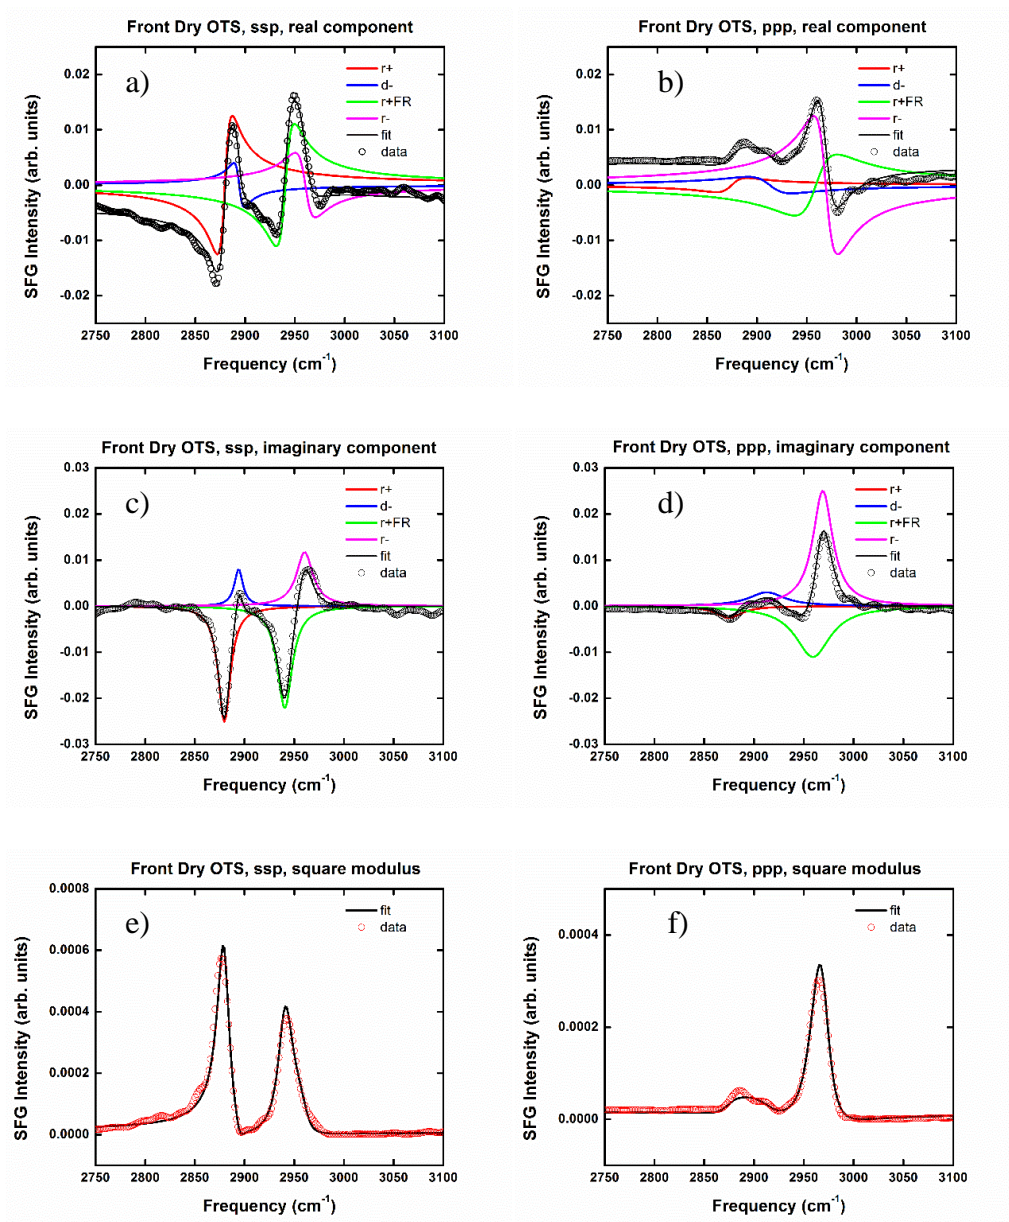 Front Dry OTS, ssp, real component
a)
r+
d-
r+FR
r-
fit
data
0.02
0.01
0.00
-0.01
-0.02
SFG Intensity (arb. units)
2750 2800 2850 2900 2950 3000 3050 3100
Frequency (cm-1)
Front Dry OTS, ppp, real component
b)
r+
d-
r+FR
r-
fit
data
0.02
0.01
0.00
-0.01
-0.02
SFG Intensity (arb. units)
2750 2800 2850 2900 2950 3000 3050 3100
Frequency (cm-1)
Front Dry OTS, ssp, imaginary component
c)
r+
d-
r+FR
r-
fit
data
0.03
0.02
0.01
0.00
-0.01
-0.02
-0.03
SFG Intensity (arb. units)
2750 2800 2850 2900 2950 3000 3050 3100
Frequency (cm-1)
Front Dry OTS, ppp, imaginary component
d)
r+
d-
r+FR
r-
fit
data
0.03
0.02
0.01
0.00
-0.01
-0.02
-0.03
SFG Intensity (arb. units)
2750 2800 2850 2900 2950 3000 3050 3100
Frequency (cm-1)
Front Dry OTS, ssp, square modulus
e)
fit
data
0.0008
0.0006
0.0004
0.0002
0.0000
SFG Intensity (arb. units)
2750 2800 2850 2900 2950 3000 3050 3100
Frequency (cm-1)
Front Dry OTS, ppp, square modulus
f)
fit
data
0.0004
0.0002
0.0000
SFG Intensity (arb. units)
2750 2800 2850 2900 2950 3000 3050 3100
Frequency (cm-1)